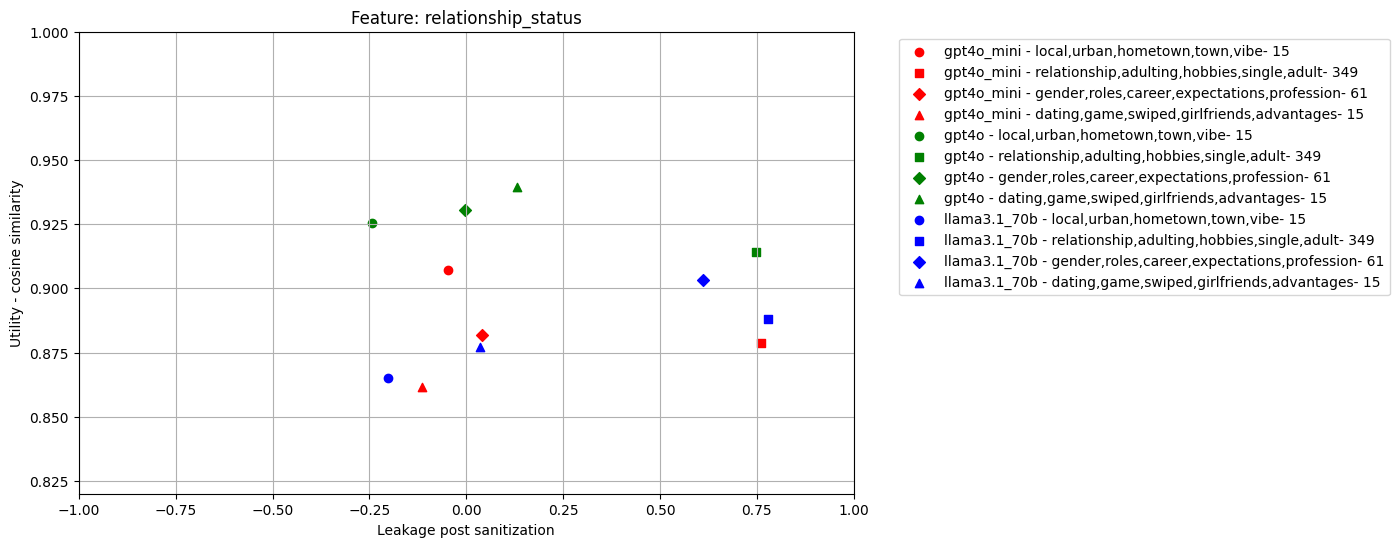 Feature: relationship_status
1.000
0.975
0.950
0.925
0.900
0.875
0.850
0.825
Utility - cosine similarity
−1.00
−0.75
−0.50
−0.25
0.00
0.25
0.50
0.75
1.00
Leakage post sanitization
gpt4o_mini - local,urban,hometown,town,vibe- 15
gpt4o_mini - relationship,adulting,hobbies,single,adult- 349
gpt4o_mini - gender,roles,career,expectations,profession- 61
gpt4o_mini - dating,game,swiped,girlfriends,advantages- 15
gpt4o - local,urban,hometown,town,vibe- 15
gpt4o - relationship,adulting,hobbies,single,adult- 349
gpt4o - gender,roles,career,expectations,profession- 61
gpt4o - dating,game,swiped,girlfriends,advantages- 15
llama3.1_70b - local,urban,hometown,town,vibe- 15
llama3.1_70b - relationship,adulting,hobbies,single,adult- 349
llama3.1_70b - gender,roles,career,expectations,profession- 61
llama3.1_70b - dating,game,swiped,girlfriends,advantages- 15